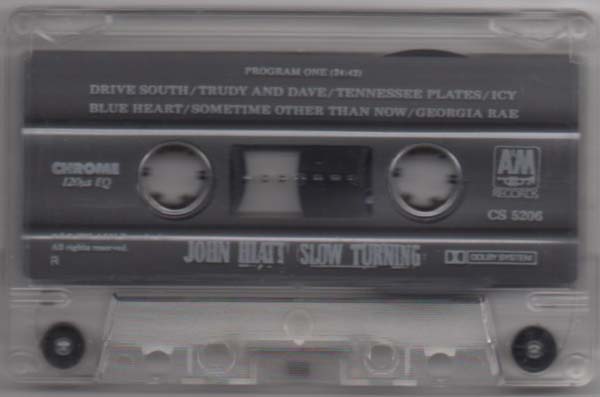 PROGRAM ONE (24:42)
DRIVE SOUTH/TRUDY AND DAVE/TENNESSEE PLATES/ICY
BLUE HEART/SOMETIME OTHER THAN NOW/GEORGIA RAE
CHROME
120μs EQ
A&M
RECORDS
CS 5206
All rights reserved.
R
JOHN HIATT SLOW TURNING
DOLBY SYSTEM